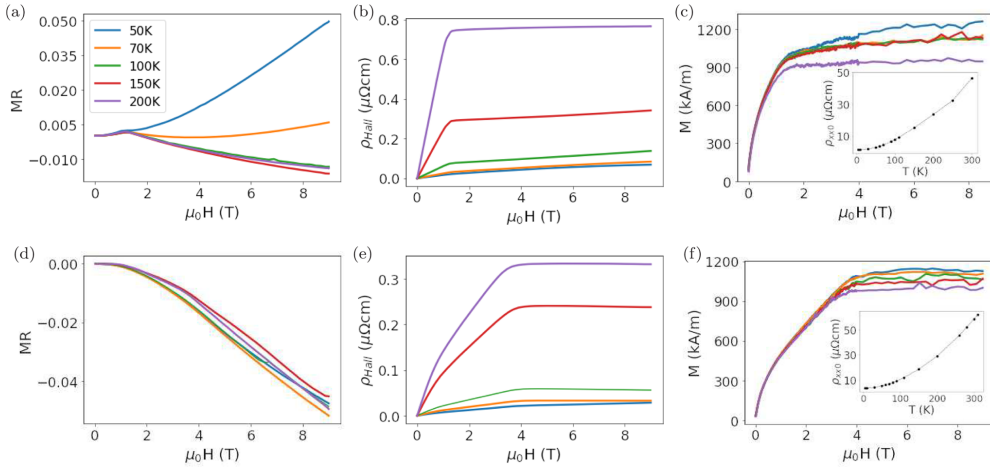 (a)
0.050
0.035
0.020
0.005
−0.010
MR
50K
70K
100K
150K
200K
0 2 4 6 8
μ₀H (T)
(b)
0.8
0.6
0.4
0.2
0.0
ρHall (μΩcm)
0 2 4 6 8
μ₀H (T)
(c)
1200
900
600
300
0
M (kA/m)
0 2 4 6 8
μ₀H (T)
50
30
10
ρxx0 (μΩcm)
0 100 200 300
T (K)
(d)
0.00
−0.02
−0.04
MR
0 2 4 6 8
μ₀H (T)
(e)
0.3
0.2
0.1
0.0
ρHall (μΩcm)
0 2 4 6 8
μ₀H (T)
(f)
1200
900
600
300
0
M (kA/m)
0 2 4 6 8
μ₀H (T)
50
30
10
ρxx0 (μΩcm)
0 100 200 300
T (K)